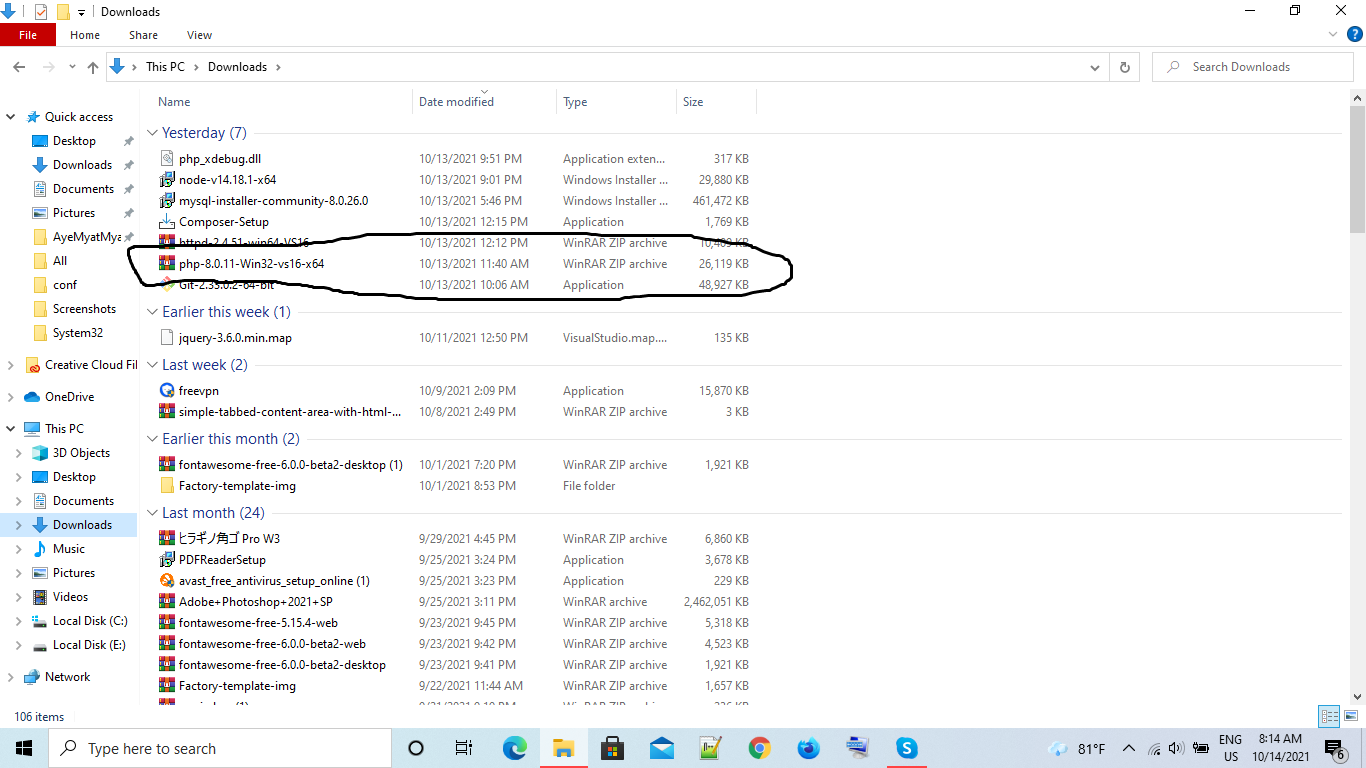 Downloads
File Home Share View
This PC Downloads
Search Downloads
Name Date modified Type Size
Quick access
Desktop
Downloads
Documents
Pictures
AyeMyatMya
All
conf
Screenshots
System32
Creative Cloud Fil
OneDrive
This PC
3D Objects
Desktop
Documents
Downloads
Music
Pictures
Videos
Local Disk (C:)
Local Disk (E:)
Network
Yesterday (7)
php_xdebug.dll 10/13/2021 9:51 PM Application exten... 317 KB
node-v14.18.1-x64 10/13/2021 9:01 PM Windows Installer ... 29,880 KB
mysql-installer-community-8.0.26.0 10/13/2021 5:46 PM Windows Installer ... 461,472 KB
Composer-Setup 10/13/2021 12:15 PM Application 1,769 KB
httpd-2.4.51-win64-VS16 10/13/2021 12:12 PM WinRAR ZIP archive 10,409 KB
php-8.0.11-Win32-vs16-x64 10/13/2021 11:40 AM WinRAR ZIP archive 26,119 KB
Git-2.33.0.2-64-bit 10/13/2021 10:06 AM Application 48,927 KB
Earlier this week (1)
jquery-3.6.0.min.map 10/11/2021 12:50 PM VisualStudio.map.... 135 KB
Last week (2)
freevpn 10/9/2021 2:09 PM Application 15,870 KB
simple-tabbed-content-area-with-html-... 10/8/2021 2:49 PM WinRAR ZIP archive 3 KB
Earlier this month (2)
fontawesome-free-6.0.0-beta2-desktop (1) 10/1/2021 7:20 PM WinRAR ZIP archive 1,921 KB
Factory-template-img 10/1/2021 8:53 PM File folder
Last month (24)
ヒラギノ角ゴ Pro W3 9/29/2021 4:45 PM WinRAR ZIP archive 6,860 KB
PDFReaderSetup 9/25/2021 3:24 PM Application 3,678 KB
avast_free_antivirus_setup_online (1) 9/25/2021 3:23 PM Application 229 KB
Adobe+Photoshop+2021+SP 9/25/2021 3:11 PM WinRAR archive 2,462,051 KB
fontawesome-free-5.15.4-web 9/23/2021 9:45 PM WinRAR ZIP archive 5,318 KB
fontawesome-free-6.0.0-beta2-web 9/23/2021 9:42 PM WinRAR ZIP archive 4,523 KB
fontawesome-free-6.0.0-beta2-desktop 9/23/2021 9:41 PM WinRAR ZIP archive 1,921 KB
Factory-template-img 9/22/2021 11:44 AM WinRAR ZIP archive 1,657 KB
106 items
Type here to search
81°F
ENG
US
8:14 AM
10/14/2021
6